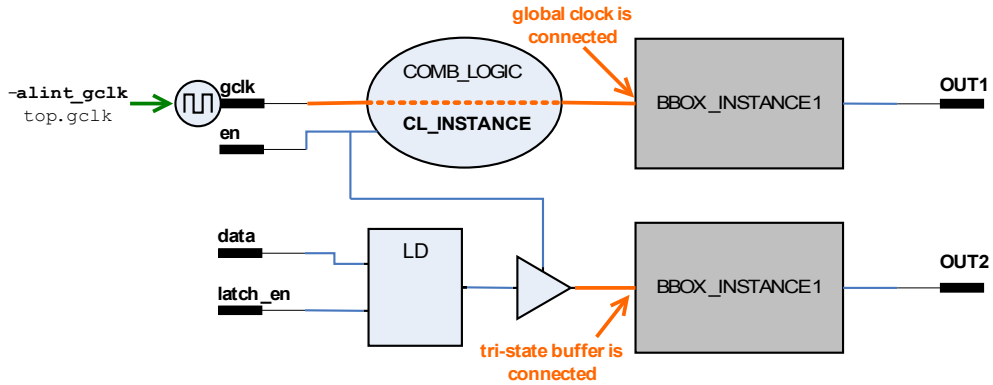 global clock is
connected
COMB_LOGIC
-alint_gclk
top.gclk
gclk
CL_INSTANCE
BBOX_INSTANCE1
OUT1
en
data
LD
latch_en
BBOX_INSTANCE1
OUT2
tri-state buffer is
connected